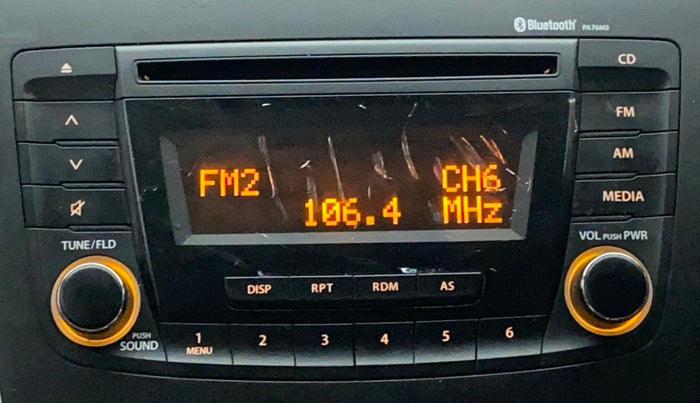 Bluetooth® PA76M3
CD
FM2 CH6
106.4 MHz
FM
AM
MEDIA
TUNE/FLD
VOL PUSH PWR
DISP RPT RDM AS
PUSH SOUND
1 2 3 4 5 6
MENU